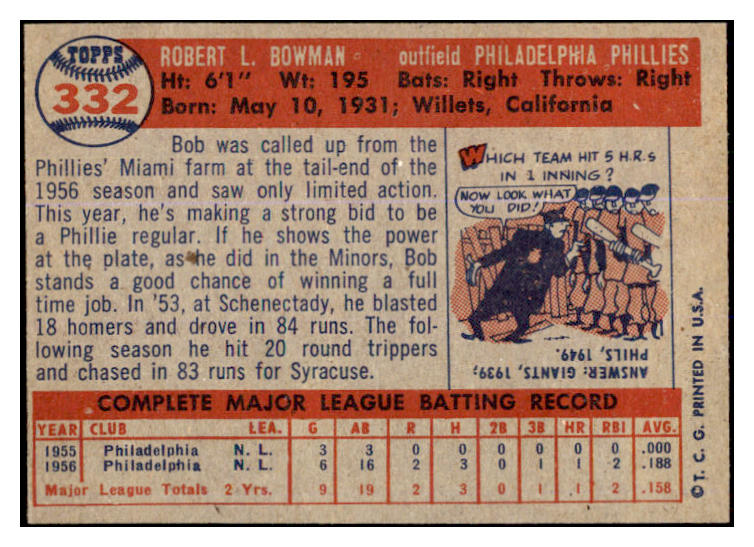 TOPPS
332
ROBERT L. BOWMAN outfield PHILADELPHIA PHILLIES
Ht: 6'1" Wt: 195 Bats: Right Throws: Right
Born: May 10, 1931; Willets, California
Bob was called up from the
Phillies' Miami farm at the tail-end of the
1956 season and saw only limited action.
This year, he's making a strong bid to be
a Phillie regular. If he shows the power
at the plate, as he did in the Minors, Bob
stands a good chance of winning a full
time job. In '53, at Schenectady, he blasted
18 homers and drove in 84 runs. The fol-
lowing season he hit 20 round trippers
and chased in 83 runs for Syracuse.
WHICH TEAM HIT 5 H.R.s
IN 1 INNING?
NOW LOOK WHAT
YOU DID!
ANSWER: GIANTS, 1939;
PHILS, 1949.
COMPLETE MAJOR LEAGUE BATTING RECORD
YEAR CLUB LEA. G AB R H 2B 3B HR RBI AVG.
1955 Philadelphia N. L. 3 3 0 0 0 0 0 0 .000
1956 Philadelphia N. L. 6 16 2 3 0 1 1 2 .188
Major League Totals 2 Yrs. 9 19 2 3 0 1 1 2 .158
© T. C. G. PRINTED IN U.S.A.